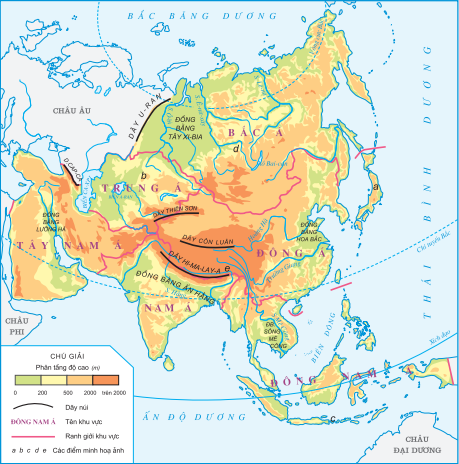 BẮC BĂNG DƯƠNG
CHÂU ÂU
DÃY U-RAN
ĐỒNG
BẰNG
TÂY XI-BIA
BẮC Á
d
D.CAP-CA
b
TRUNG Á
a
DÃY THIÊN SƠN
ĐỒNG
BẰNG
LƯỠNG HÀ
TÂY NAM Á
DÃY CÔN LUÂN
ĐÔNG Á
ĐỒNG
BẰNG
HOA BẮC
DÃY HI-MA-LAY-A
e
ĐỒNG BẰNG ẤN HẰNG
NAM Á
THÁI BÌNH DƯƠNG
Chí tuyến Bắc
Xích đạo
CHÂU
PHI
ĐB.
SÔNG
MÊ
CÔNG
BIỂN ĐÔNG
ĐÔNG NAM Á
c
ẤN ĐỘ DƯƠNG
CHÂU
ĐẠI DƯƠNG
CHÚ GIẢI
Phân tầng độ cao (m)
0 200 500 2000 trên 2000
Dãy núi
ĐÔNG NAM Á Tên khu vực
Ranh giới khu vực
a b c d e Các điểm minh hoạ ảnh